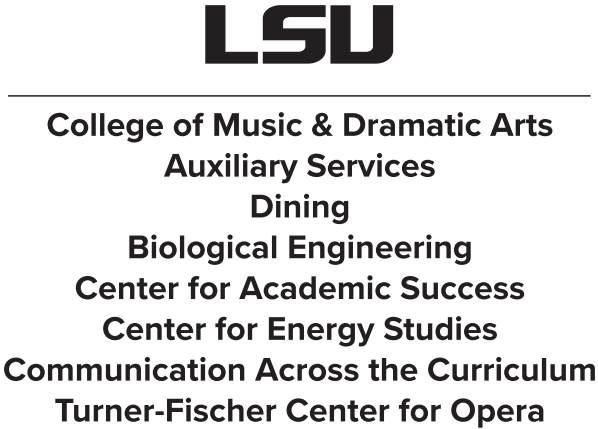 LSU
College of Music & Dramatic Arts
Auxiliary Services
Dining
Biological Engineering
Center for Academic Success
Center for Energy Studies
Communication Across the Curriculum
Turner-Fischer Center for Opera